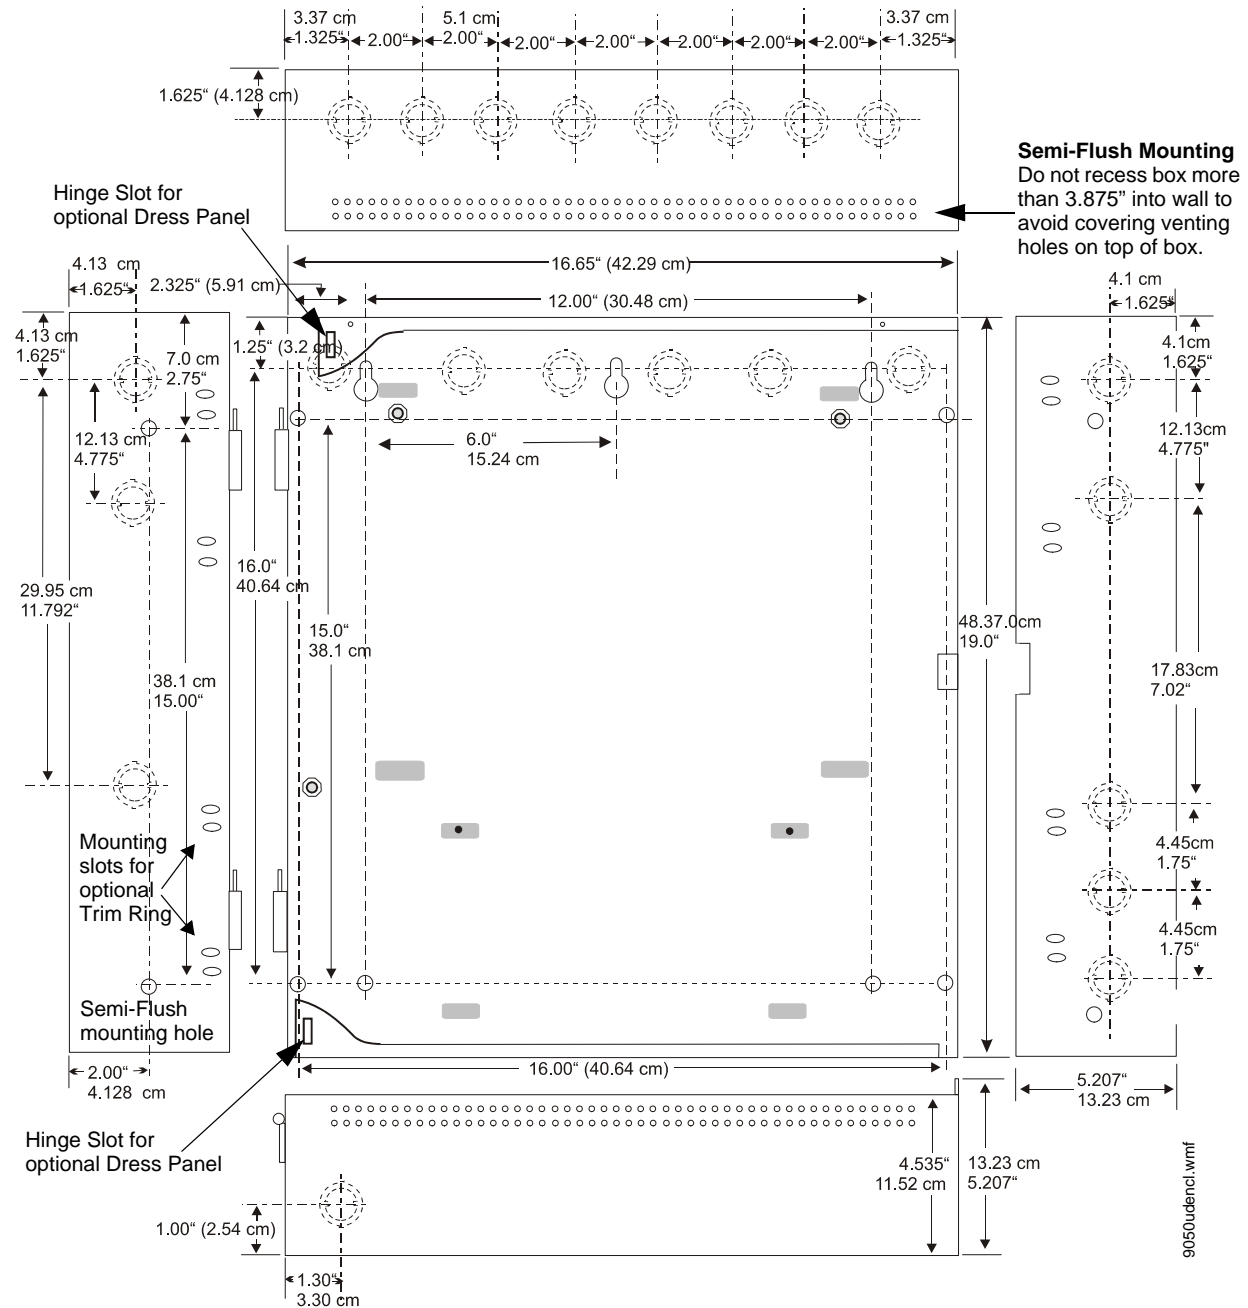 3.37 cm
1.325“
5.1 cm
2.00“
2.00“
2.00“
2.00“
2.00“
2.00“
2.00“
3.37 cm
1.325“
1.625“ (4.128 cm)
Semi-Flush Mounting
Do not recess box more
than 3.875” into wall to
avoid covering venting
holes on top of box.
Hinge Slot for
optional Dress Panel
4.13 cm
1.625“
2.325“ (5.91 cm)
16.65“ (42.29 cm)
12.00“ (30.48 cm)
4.1 cm
1.625“
4.13 cm
1.625“
7.0 cm
2.75“
1.25“ (3.2 cm)
4.1cm
1.625“
12.13 cm
4.775“
6.0“
15.24 cm
12.13cm
4.775"
29.95 cm
11.792“
16.0“
40.64 cm
15.0“
38.1 cm
48.37.0cm
19.0“
38.1 cm
15.00“
17.83cm
7.02“
Mounting
slots for
optional
Trim Ring
4.45cm
1.75“
4.45cm
1.75“
Semi-Flush
mounting hole
2.00“
4.128 cm
16.00“ (40.64 cm)
5.207“
13.23 cm
Hinge Slot for
optional Dress Panel
4.535“
11.52 cm
13.23 cm
5.207“
1.00“ (2.54 cm)
1.30“
3.30 cm
9050udencl.wmf